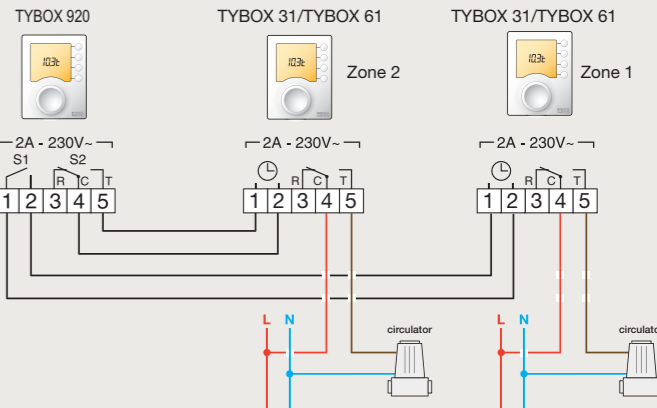 TYBOX 920
TYBOX 31/TYBOX 61
TYBOX 31/TYBOX 61
Zone 2
Zone 1
2A - 230V~
2A - 230V~
2A - 230V~
S1 S2
R C T
R C T
R C T
1 2 3 4 5
1 2 3 4 5
1 2 3 4 5
L N
L N
circulator
circulato